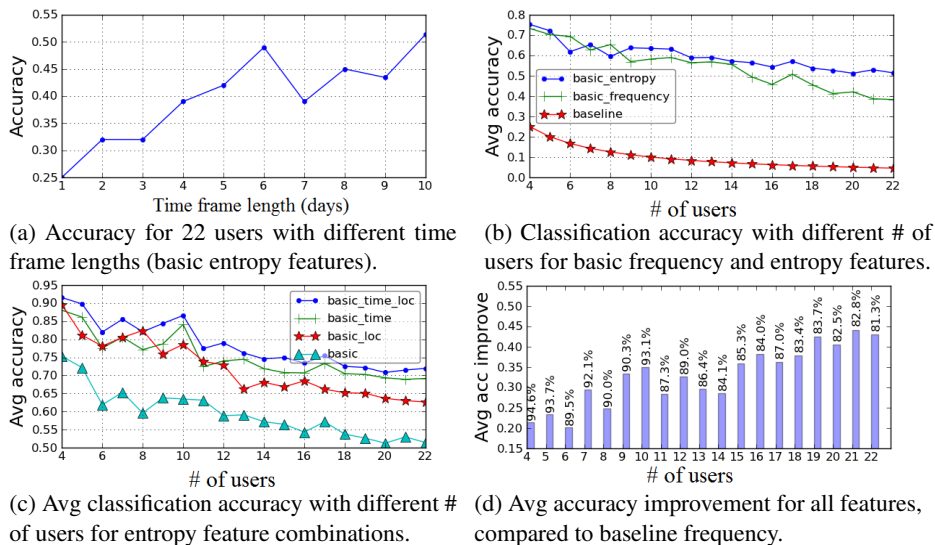 0.55
0.50
0.45
0.40
0.35
0.30
0.25
Accuracy
1 2 3 4 5 6 7 8 9 10
Time frame length (days)
(a) Accuracy for 22 users with different time
frame lengths (basic entropy features).
0.8
0.7
0.6
0.5
0.4
0.3
0.2
0.1
0.0
Avg accuracy
basic_entropy
basic_frequency
baseline
4 6 8 10 12 14 16 18 20 22
# of users
(b) Classification accuracy with different # of
users for basic frequency and entropy features.
0.95
0.90
0.85
0.80
0.75
0.70
0.65
0.60
0.55
0.50
Avg accuracy
basic_time_loc
basic_time
basic_loc
basic
4 6 8 10 12 14 16 18 20 22
# of users
(c) Avg classification accuracy with different #
of users for entropy feature combinations.
0.55
0.50
0.45
0.40
0.35
0.30
0.25
0.20
0.15
Avg acc improve
94.6% 93.7% 89.5% 92.1% 90.0% 90.3% 93.1% 87.3% 89.0% 86.4% 84.1% 85.3% 84.0% 87.0% 83.4% 83.7% 82.5% 82.8% 81.3%
4 5 6 7 8 9 10 11 12 13 14 15 16 17 18 19 20 21 22
# of users
(d) Avg accuracy improvement for all features,
compared to baseline frequency.